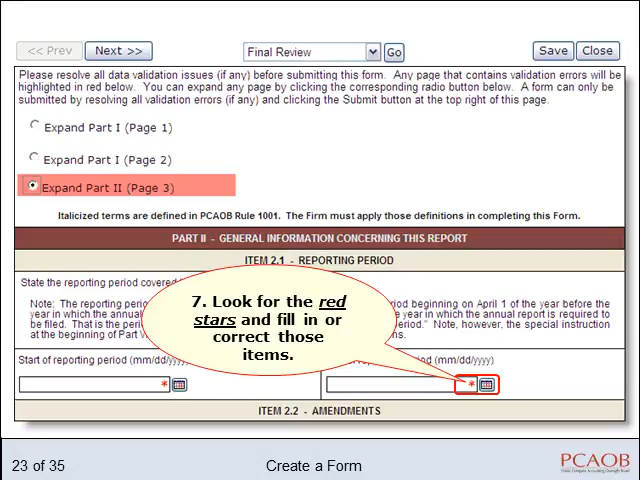 << Prev Next >> Final Review Go Save Close
Please resolve all data validation issues (if any) before submitting this form. Any page that contains validation errors will be
highlighted in red below. You can expand any page by clicking the corresponding radio button below. A form can only be
submitted by resolving all validation errors (if any) and clicking the Submit button at the top right of this page.
Expand Part I (Page 1)
Expand Part I (Page 2)
Expand Part II (Page 3)
Italicized terms are defined in PCAOB Rule 1001. The Firm must apply those definitions in completing this Form.
PART II - GENERAL INFORMATION CONCERNING THIS REPORT
ITEM 2.1 - REPORTING PERIOD
State the reporting period covered
Note: The reporting period beginning on April 1 of the year before the
year in which the annual which the annual report is required to
be filed. That is the period." Note, however, the special instruction
at the beginning of Part
7. Look for the red
stars and fill in or
correct those
items.
Start of reporting period (mm/dd/yyyy) (mm/dd/yyyy)
* *
ITEM 2.2 - AMENDMENTS
23 of 35 Create a Form PCAOB